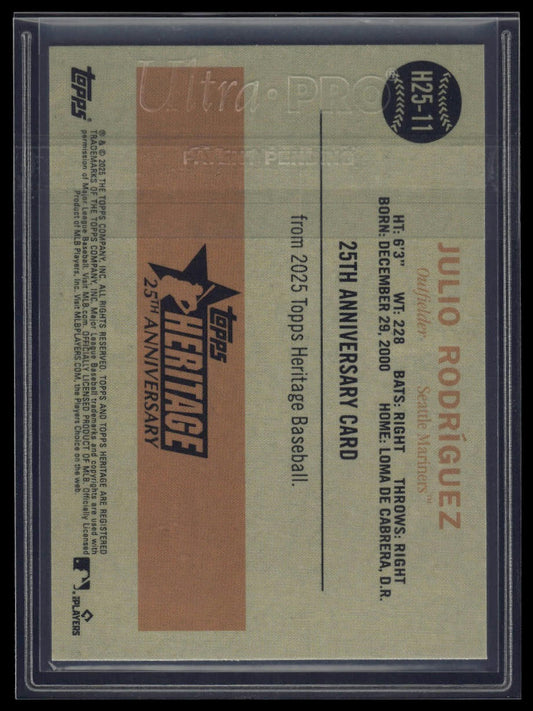 H25-11
JULIO RODRÍGUEZ
Outfielder Seattle Mariners™
HT: 6'3" WT: 228 BATS: RIGHT THROWS: RIGHT
BORN: DECEMBER 29, 2000 HOME: LOMA DE CABRERA, D.R.
25TH ANNIVERSARY CARD
from 2025 Topps Heritage Baseball.
topps
HERITAGE
25TH ANNIVERSARY
Ultra·PRO®
PATENT PENDING
topps
® & © 2025 THE TOPPS COMPANY, INC. ALL RIGHTS RESERVED. TOPPS AND TOPPS HERITAGE ARE REGISTERED
TRADEMARKS OF THE TOPPS COMPANY, INC. Major League Baseball trademarks and copyrights are used with
permission of Major League Baseball. Visit MLB.com. OFFICIALLY LICENSED PRODUCT OF MLB. Officially Licensed
Product of MLB Players, Inc. Visit MLBPLAYERS.com, the Players Choice on the web.
PLAYERS